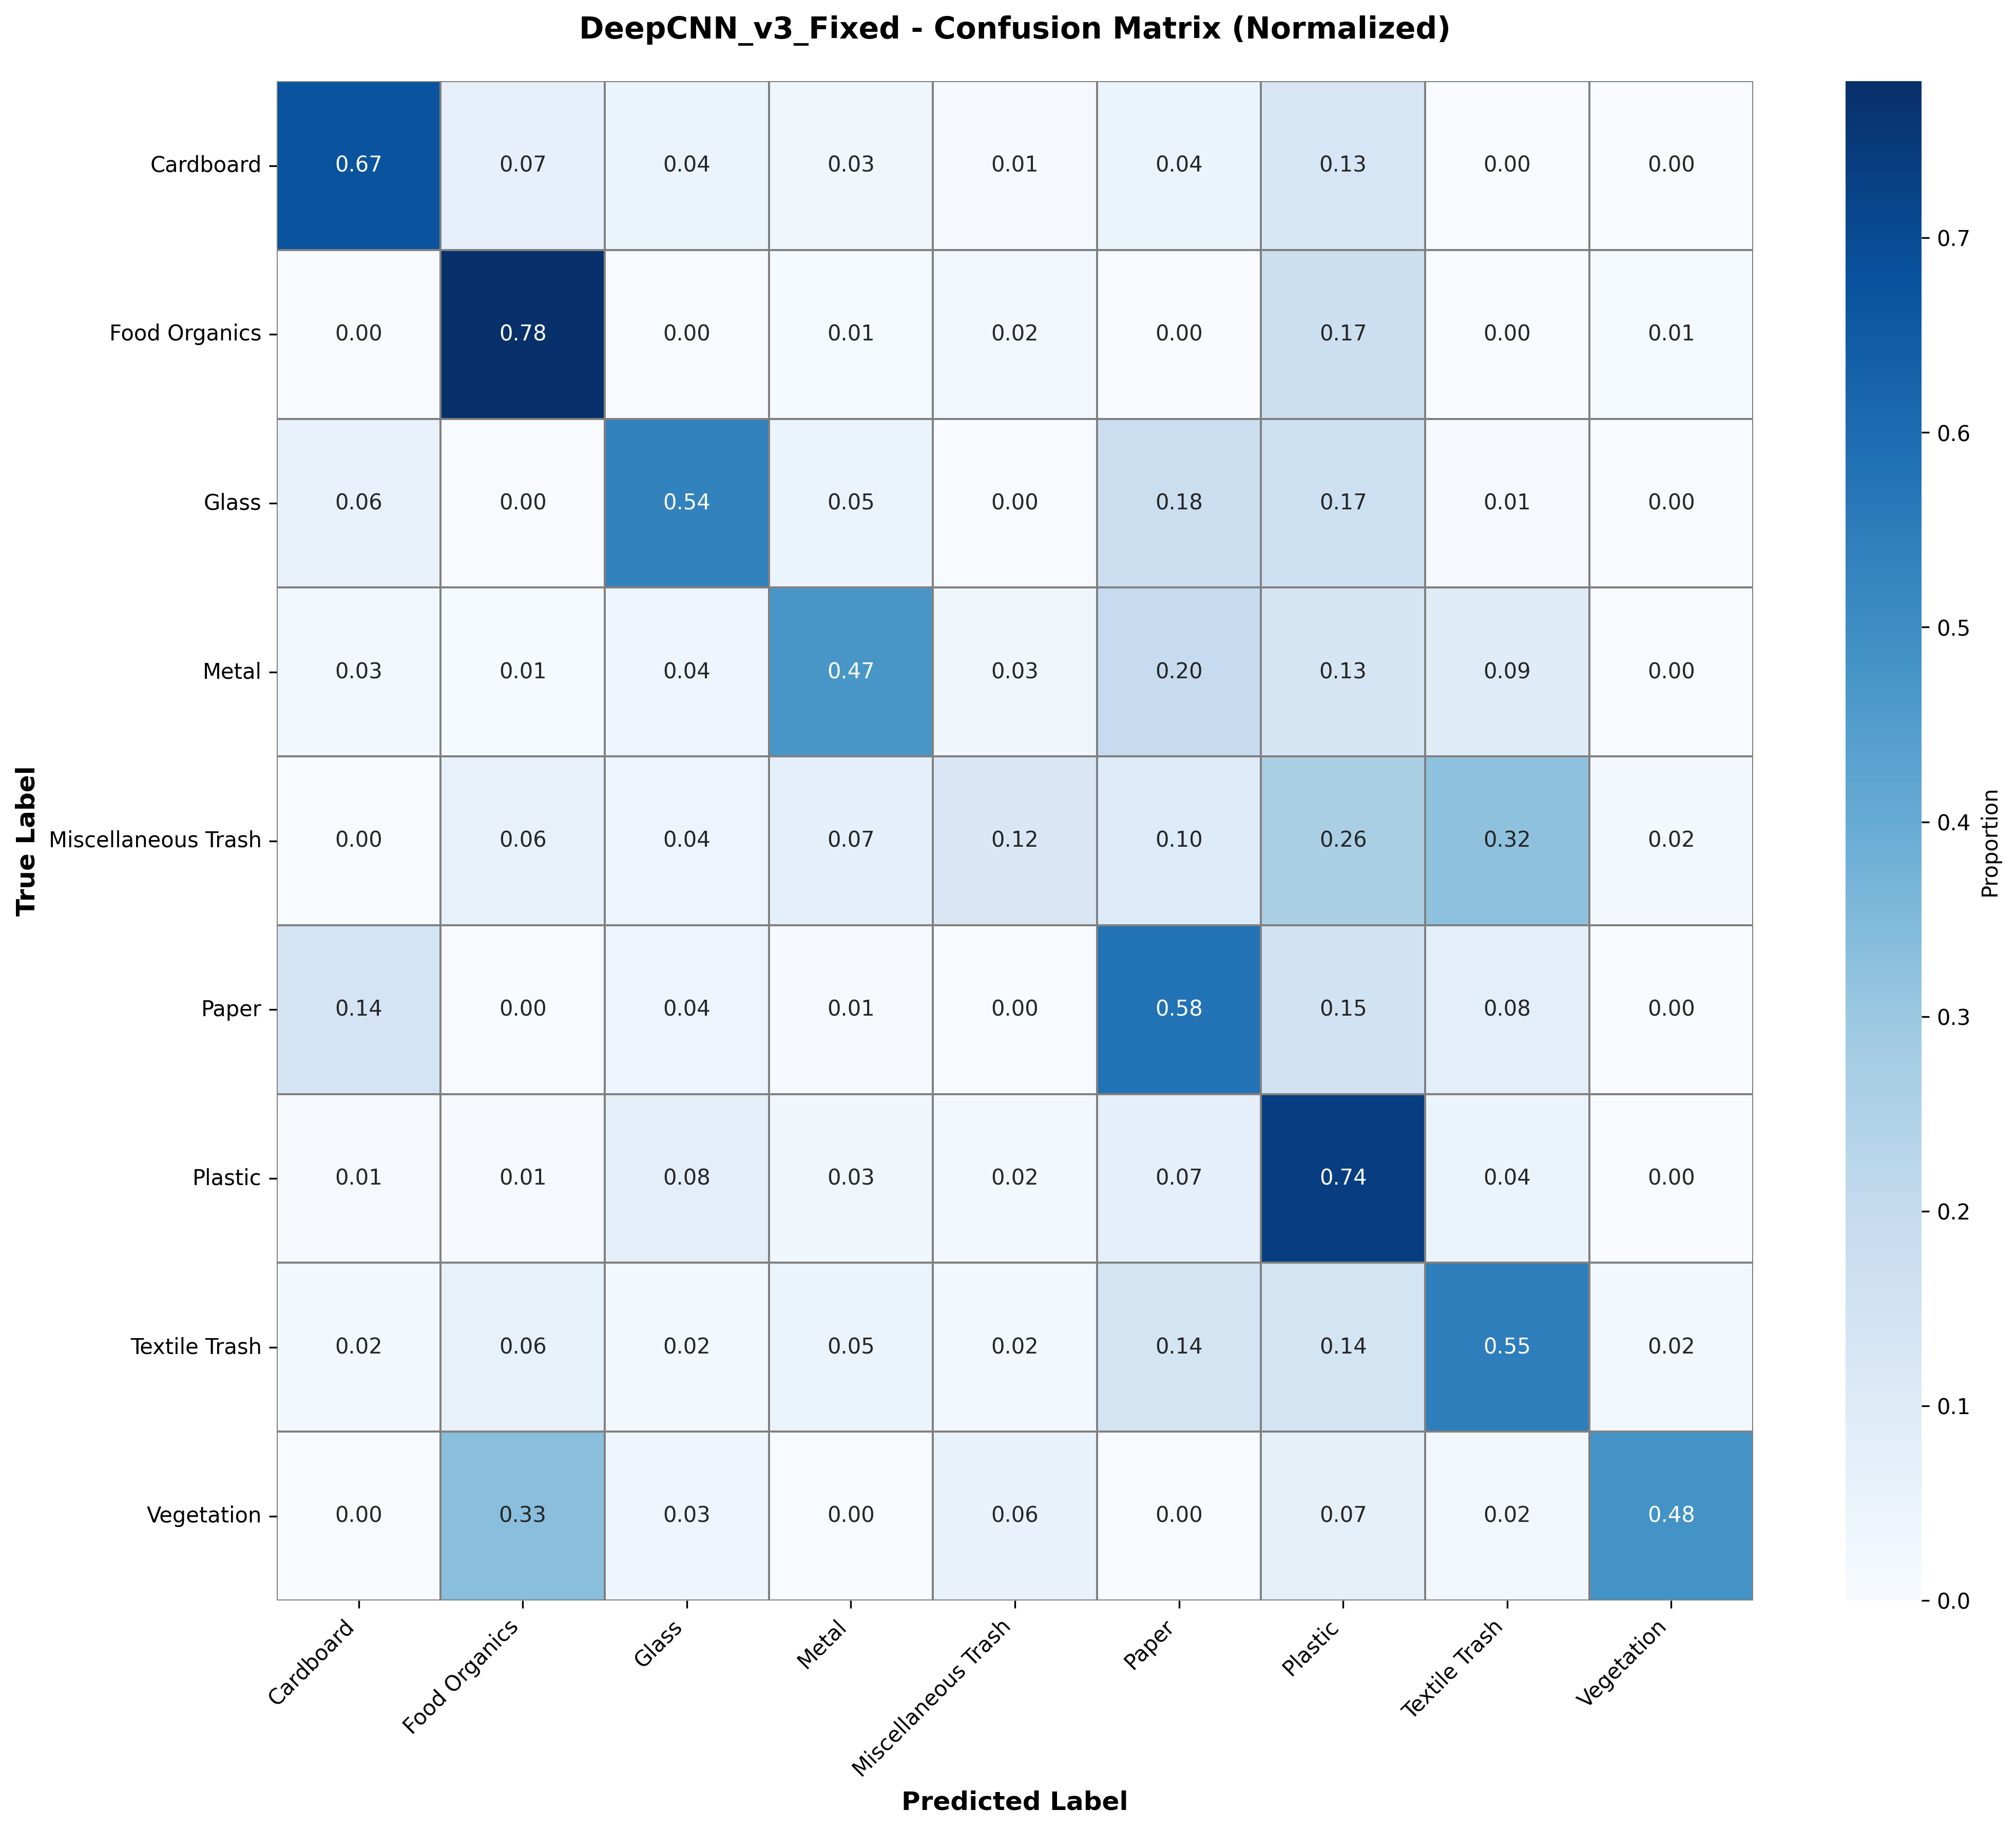 DeepCNN_v3_Fixed - Confusion Matrix (Normalized)
True Label
Cardboard 0.67 0.07 0.04 0.03 0.01 0.04 0.13 0.00 0.00
Food Organics 0.00 0.78 0.00 0.01 0.02 0.00 0.17 0.00 0.01
Glass 0.06 0.00 0.54 0.05 0.00 0.18 0.17 0.01 0.00
Metal 0.03 0.01 0.04 0.47 0.03 0.20 0.13 0.09 0.00
Miscellaneous Trash 0.00 0.06 0.04 0.07 0.12 0.10 0.26 0.32 0.02
Paper 0.14 0.00 0.04 0.01 0.00 0.58 0.15 0.08 0.00
Plastic 0.01 0.01 0.08 0.03 0.02 0.07 0.74 0.04 0.00
Textile Trash 0.02 0.06 0.02 0.05 0.02 0.14 0.14 0.55 0.02
Vegetation 0.00 0.33 0.03 0.00 0.06 0.00 0.07 0.02 0.48
Cardboard
Food Organics
Glass
Metal
Miscellaneous Trash
Paper
Plastic
Textile Trash
Vegetation
Predicted Label
0.7
0.6
0.5
0.4
0.3
0.2
0.1
0.0
Proportion